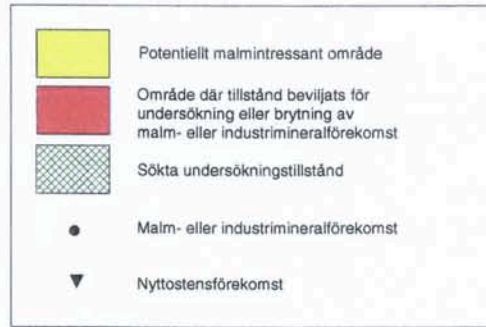 Potentiellt malmintressant område
Område där tillstånd beviljats för
undersökning eller brytning av
malm- eller industrimineralförekomst
Sökta undersökningstillstånd
Malm- eller industrimineralförekomst
Nyttostensförekomst